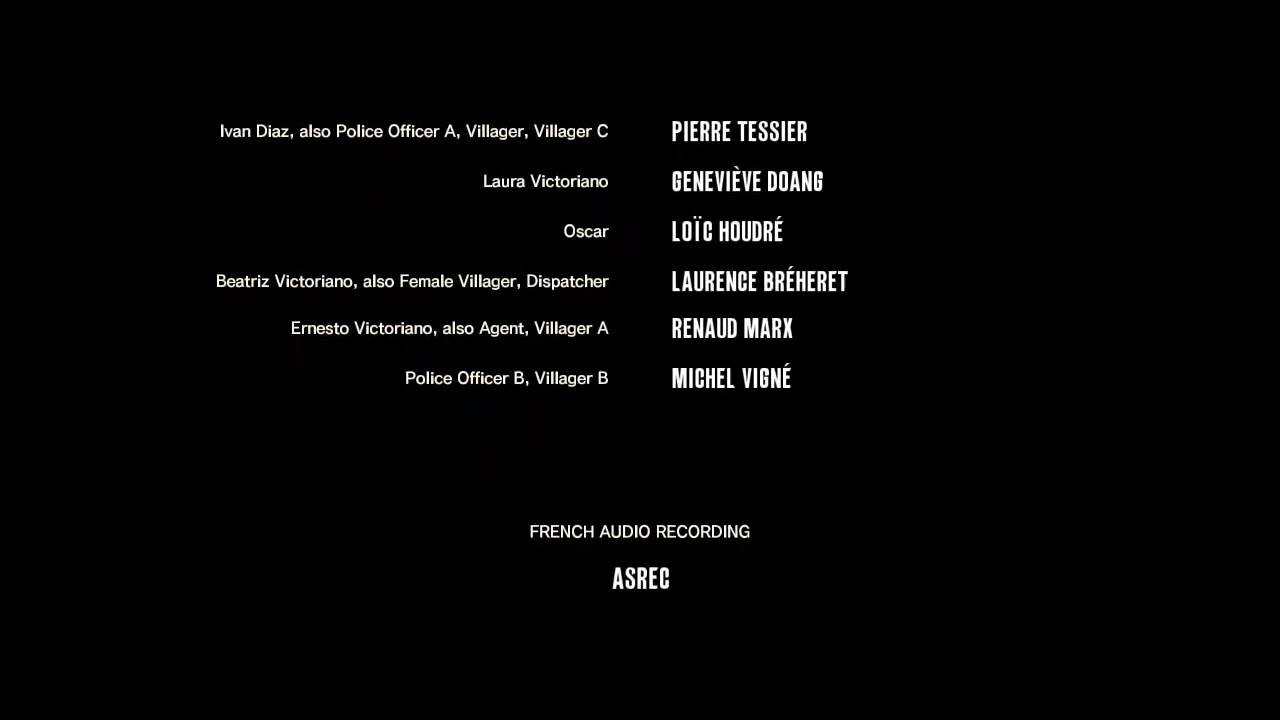 Ivan Diaz, also Police Officer A, Villager, Villager C PIERRE TESSIER
Laura Victoriano GENEVIÈVE DOANG
Oscar LOÏC HOUDRÉ
Beatriz Victoriano, also Female Villager, Dispatcher LAURENCE BRÉHERET
Ernesto Victoriano, also Agent, Villager A RENAUD MARX
Police Officer B, Villager B MICHEL VIGNÉ
FRENCH AUDIO RECORDING
ASREC